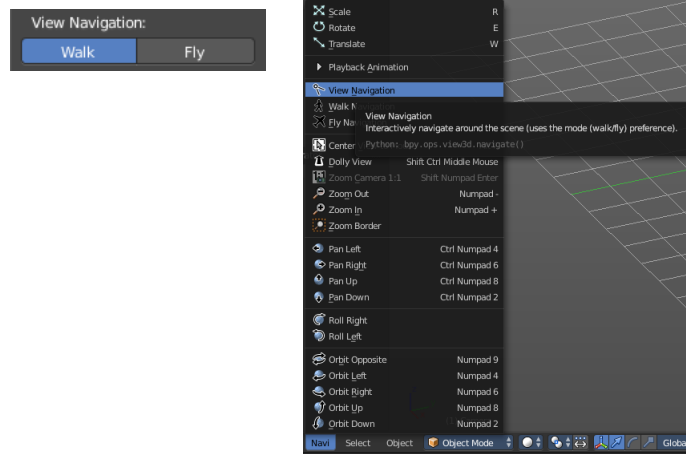 View Navigation:
Walk Fly
Scale R
Rotate E
Translate W
Playback Animation
View Navigation
Walk N
Fly Na
View Navigation
Interactively navigate around the scene (uses the mode (walk/fly) preference).
Python: bpy.ops.view3d.navigate()
Center
Dolly View Shift Ctrl Middle Mouse
Zoom Camera 1:1 Shift Numpad Enter
Zoom Out Numpad -
Zoom In Numpad +
Zoom Border
Pan Left Ctrl Numpad 4
Pan Right Ctrl Numpad 6
Pan Up Ctrl Numpad 8
Pan Down Ctrl Numpad 2
Roll Right
Roll Left
Orbit Opposite Numpad 9
Orbit Left Numpad 4
Orbit Right Numpad 6
Orbit Up Numpad 8
Orbit Down Numpad 2
Navi Select Object Object Mode Globa